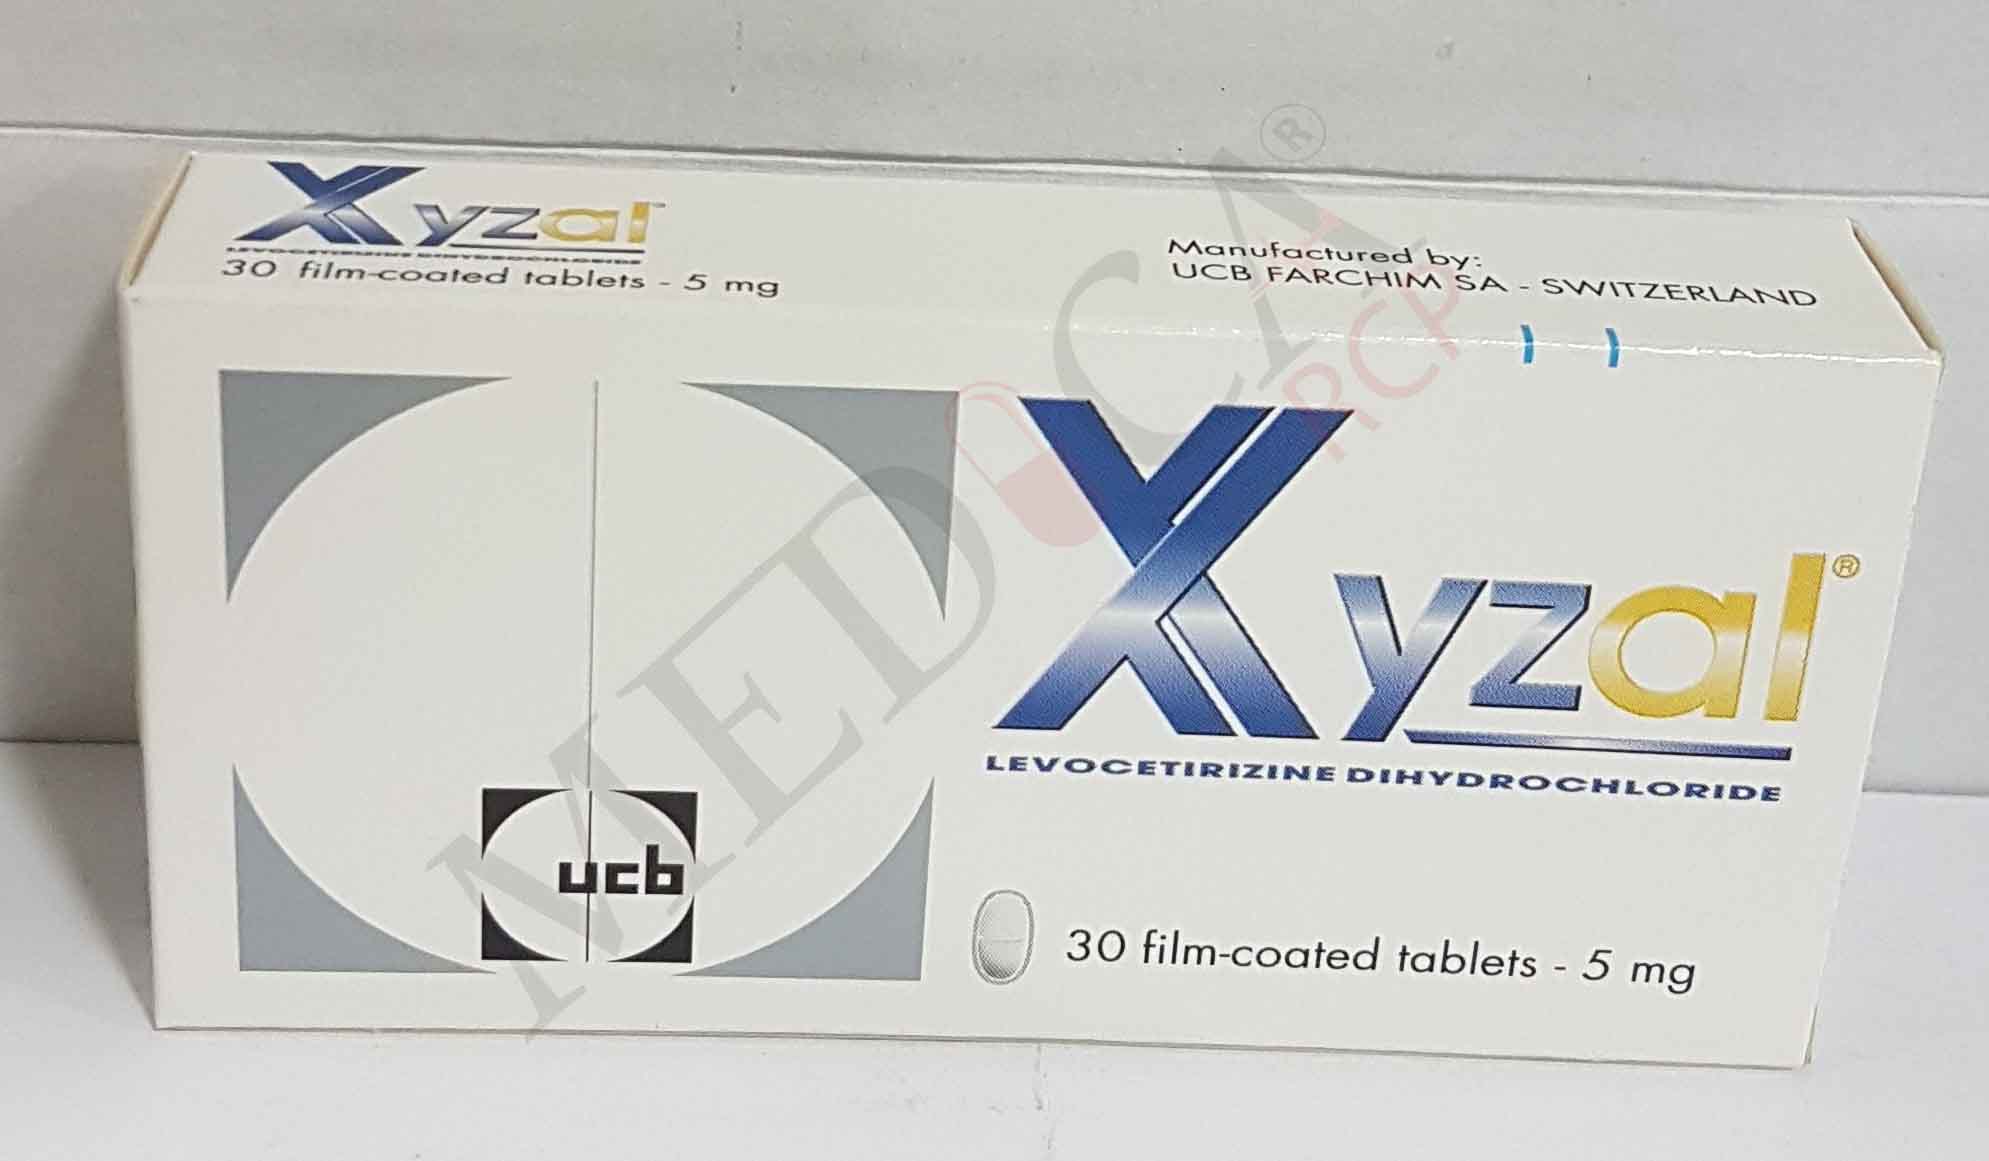 Xyzal
LEVOCETIRIZINE DIHYDROCHLORIDE
30 film-coated tablets - 5 mg
Manufactured by:
UCB FARCHIM SA - SWITZERLAND
Xyzal®
LEVOCETIRIZINE DIHYDROCHLORIDE
ucb
30 film-coated tablets - 5 mg
MEDICA®
RCP